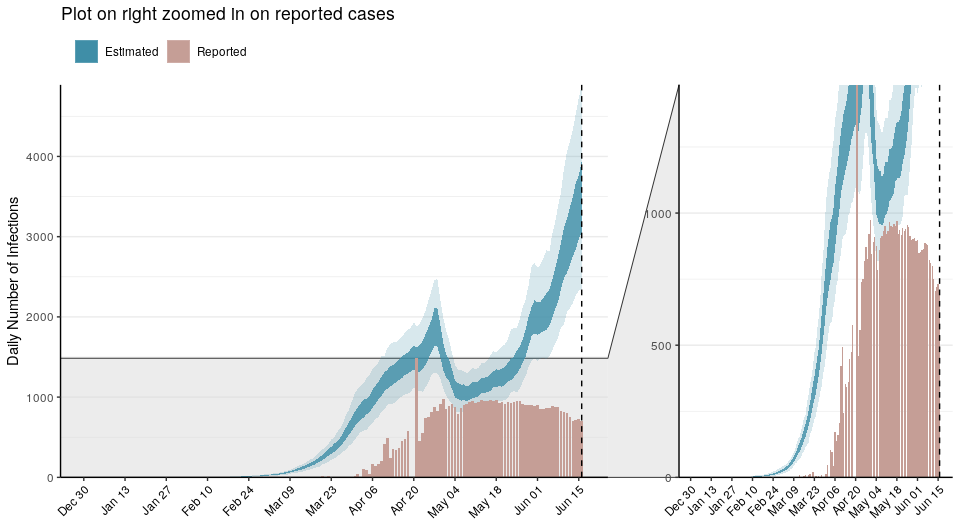 Plot on right zoomed in on reported cases
Estimated Reported
Daily Number of Infections
4000
3000
2000
1000
0
Dec 30 Jan 13 Jan 27 Feb 10 Feb 24 Mar 09 Mar 23 Apr 06 Apr 20 May 04 May 18 Jun 01 Jun 15
1000
500
0
Dec 30 Jan 13 Jan 27 Feb 10 Feb 24 Mar 09 Mar 23 Apr 06 Apr 20 May 04 May 18 Jun 01 Jun 15